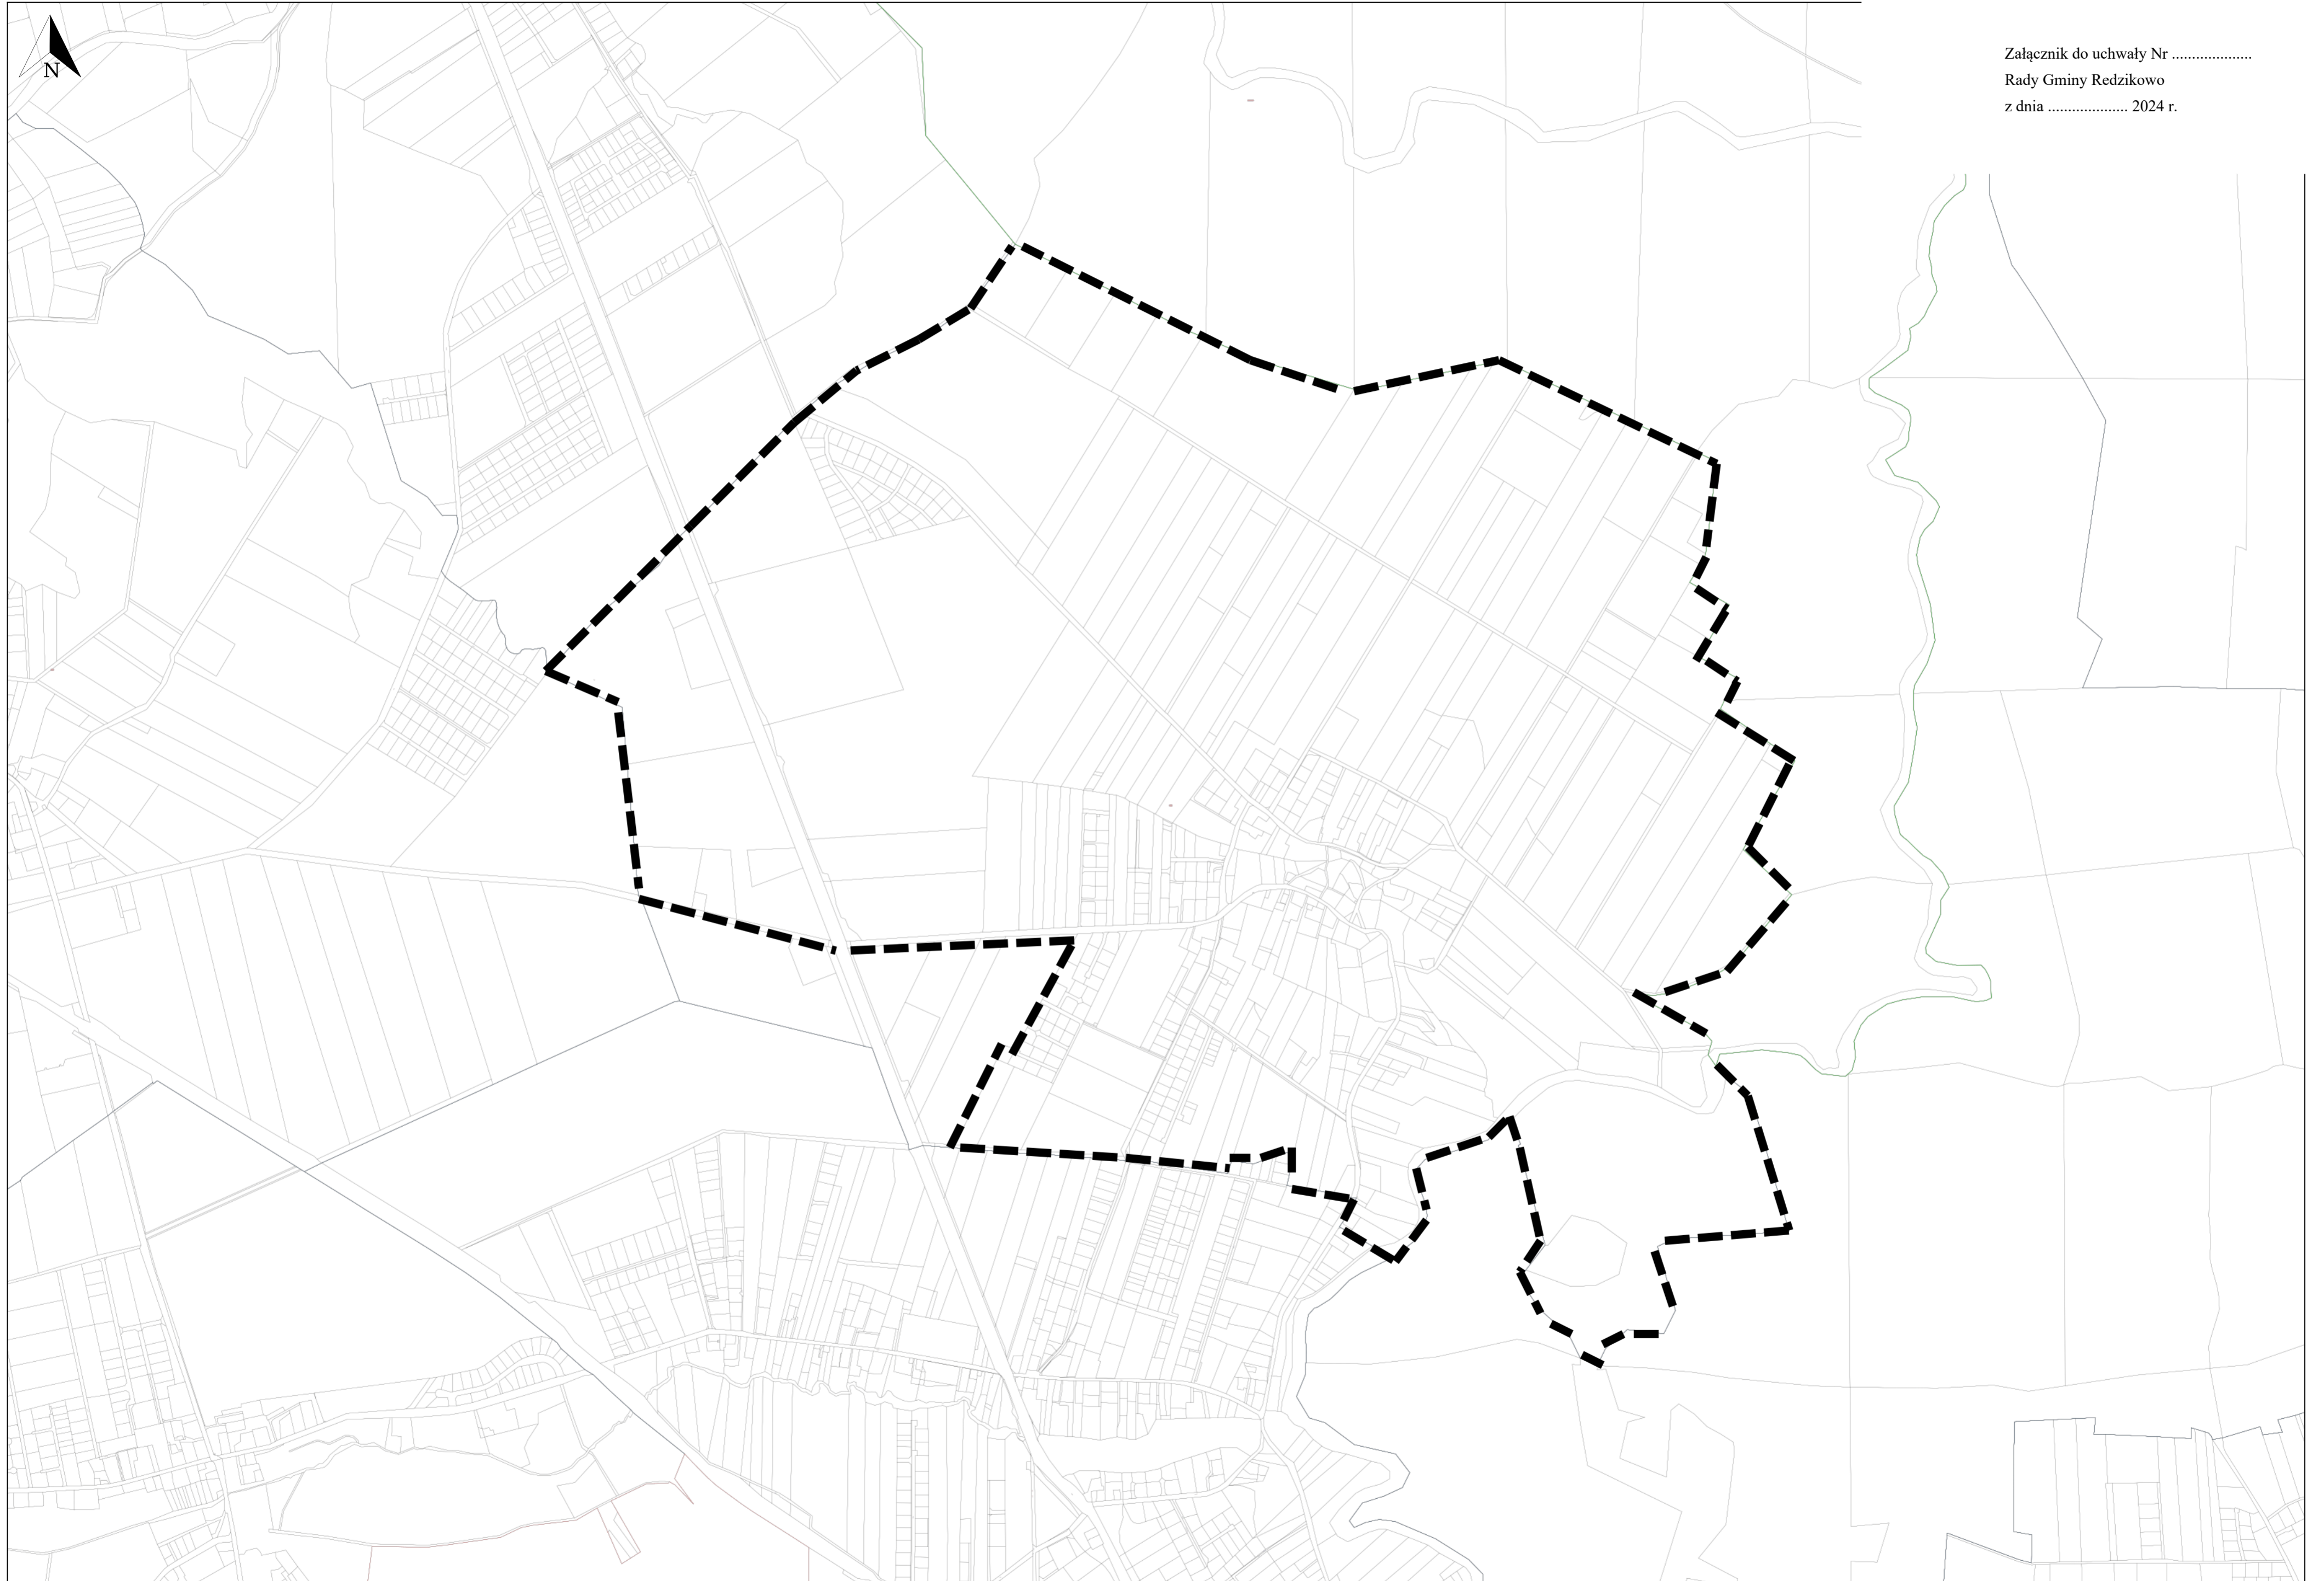 N
Załącznik do uchwały Nr ....................
Rady Gminy Redzikowo
z dnia .................... 2024 r.